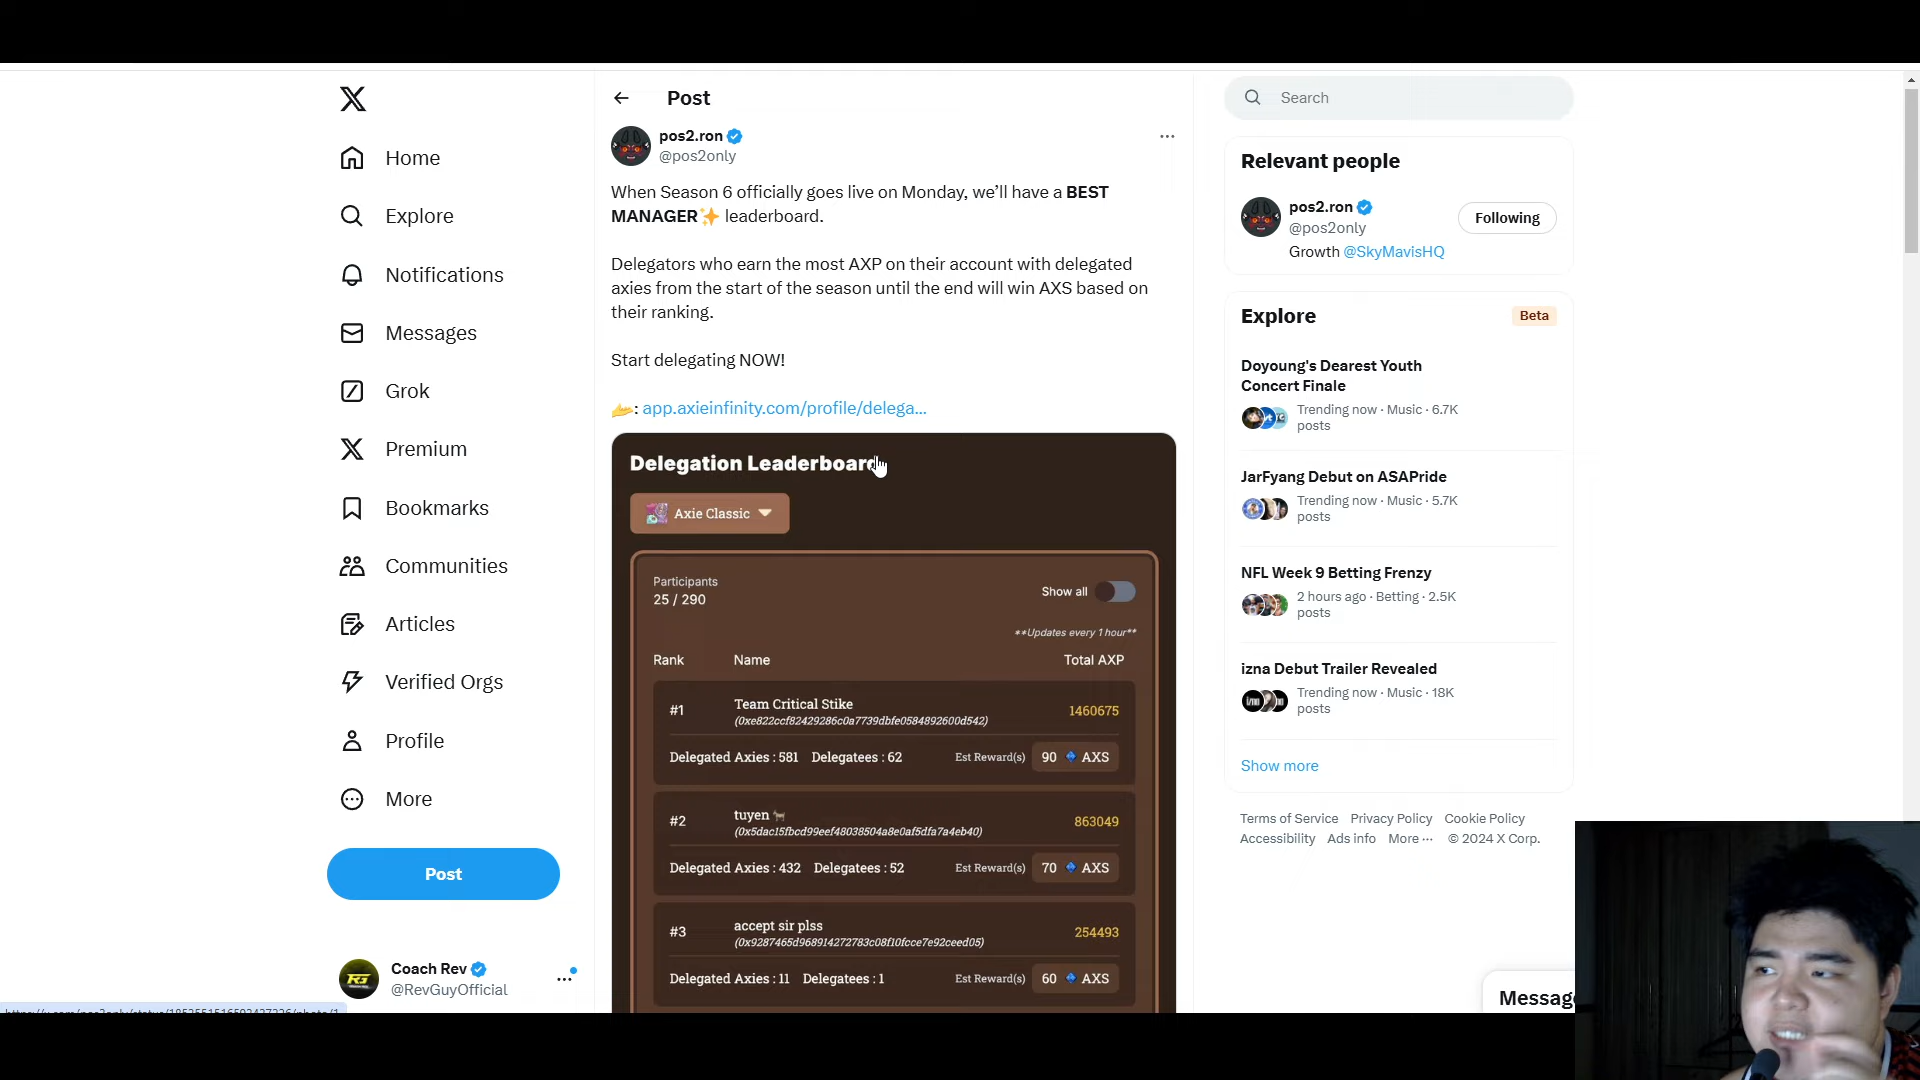 Post
Search
pos2.ron
@pos2only
Home
Explore
Notifications
Messages
Grok
Premium
Bookmarks
Communities
Articles
Verified Orgs
Profile
More
Post
Coach Rev
@RevGuyOfficial
When Season 6 officially goes live on Monday, we'll have a BEST
MANAGER✨ leaderboard.
Delegators who earn the most AXP on their account with delegated
axies from the start of the season until the end will win AXS based on
their ranking.
Start delegating NOW!
🫴: app.axieinfinity.com/profile/delega...
Delegation Leaderboard
Axie Classic
Participants
25 / 290
Show all
**Updates every 1 hour**
Rank Name Total AXP
#1 Team Critical Stike 1460675
(0xe822ccf82429286c0a7739dbfe0584892600d542)
Delegated Axies : 581 Delegatees : 62 Est Reward(s) 90 AXS
#2 tuyen 🐐 863049
(0x5dac15fbcd99eef48038504a8e0af5dfa7a4eb40)
Delegated Axies : 432 Delegatees : 52 Est Reward(s) 70 AXS
#3 accept sir plss 254493
(0x9287465d968914272783c08f10fcce7e92ceed05)
Delegated Axies : 11 Delegatees : 1 Est Reward(s) 60 AXS
Relevant people
pos2.ron
@pos2only
Following
Growth @SkyMavisHQ
Explore
Beta
Doyoung's Dearest Youth
Concert Finale
Trending now · Music · 6.7K
posts
JarFyang Debut on ASAPride
Trending now · Music · 5.7K
posts
NFL Week 9 Betting Frenzy
2 hours ago · Betting · 2.5K
posts
izna Debut Trailer Revealed
Trending now · Music · 18K
posts
Show more
Terms of Service Privacy Policy Cookie Policy
Accessibility Ads info More ··· © 2024 X Corp.
Message